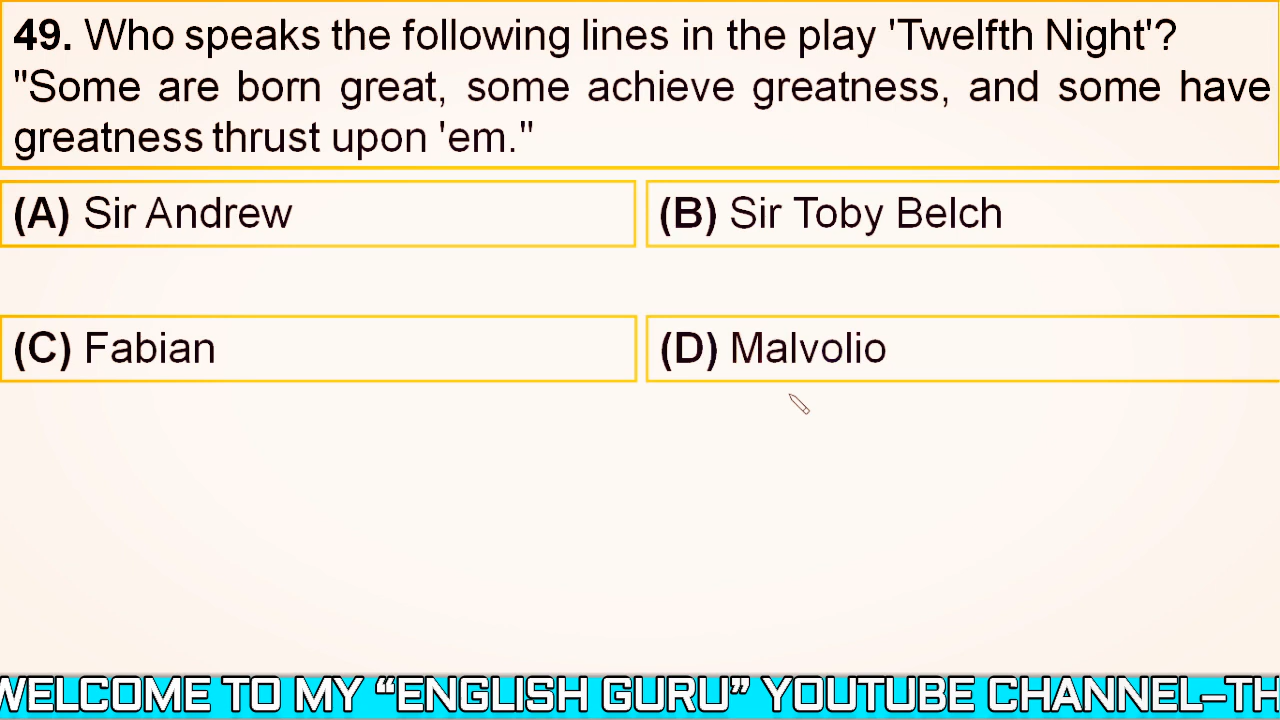 49. Who speaks the following lines in the play 'Twelfth Night'?
"Some are born great, some achieve greatness, and some have
greatness thrust upon 'em."
(A) Sir Andrew
(B) Sir Toby Belch
(C) Fabian
(D) Malvolio
WELCOME TO MY “ENGLISH GURU” YOUTUBE CHANNEL–TH